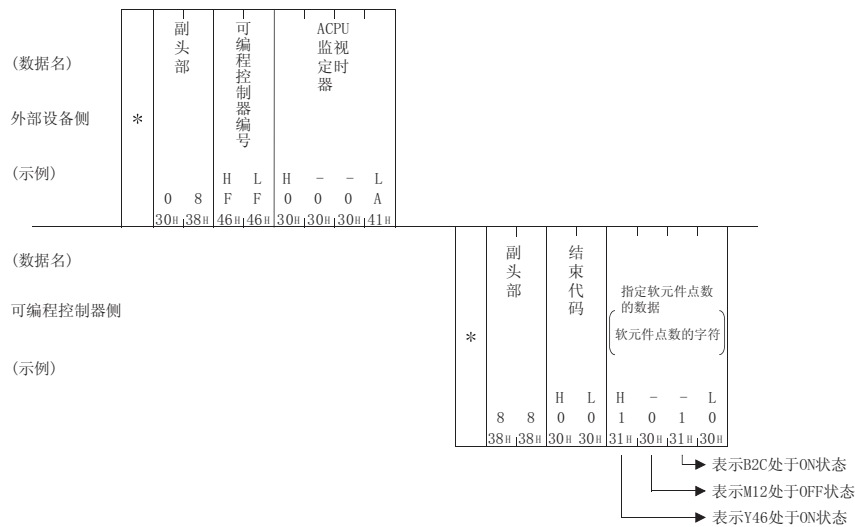 副头部
可编程控制器编号
ACPU
监视
定时
器
(数据名)
外部设备侧
*
(示例)
H L H - - L
0 8 F F 0 0 0 A
30H 38H 46H 46H 30H 30H 30H 41H
(数据名)
副头部
结束代码
指定软元件点数
的数据
软元件点数的字符
可编程控制器侧
*
(示例)
H L H - - L
8 8 0 0 1 0 1 0
38H 38H 30H 30H 31H 30H 31H 30H
表示B2C处于ON状态
表示M12处于OFF状态
表示Y46处于ON状态